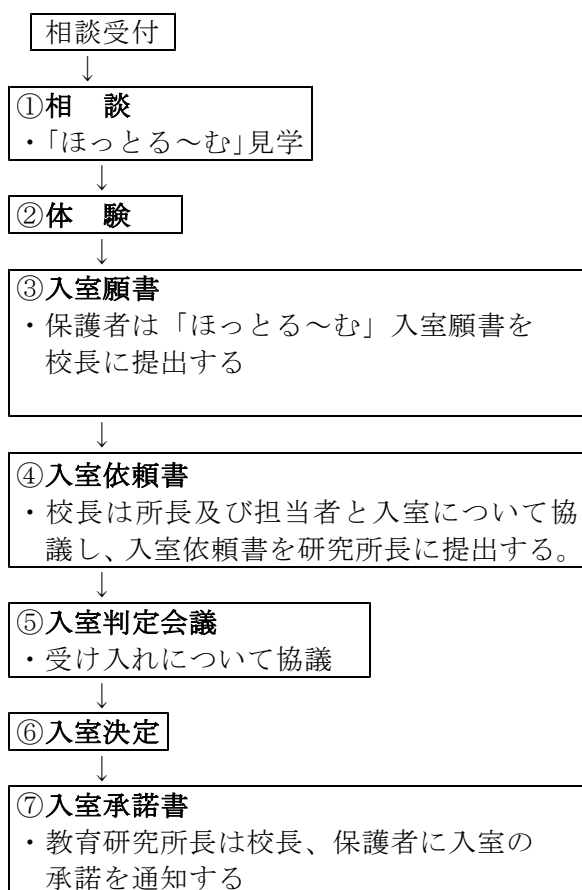 相談受付
↓
①相　談
・「ほっとる～む」見学
↓
②体　験
↓
③入室願書
・保護者は「ほっとる～む」入室願書を
校長に提出する
↓
④入室依頼書
・校長は所長及び担当者と入室について協
議し、入室依頼書を研究所長に提出する。
↓
⑤入室判定会議
・受け入れについて協議
↓
⑥入室決定
↓
⑦入室承諾書
・教育研究所長は校長、保護者に入室の
承諾を通知する